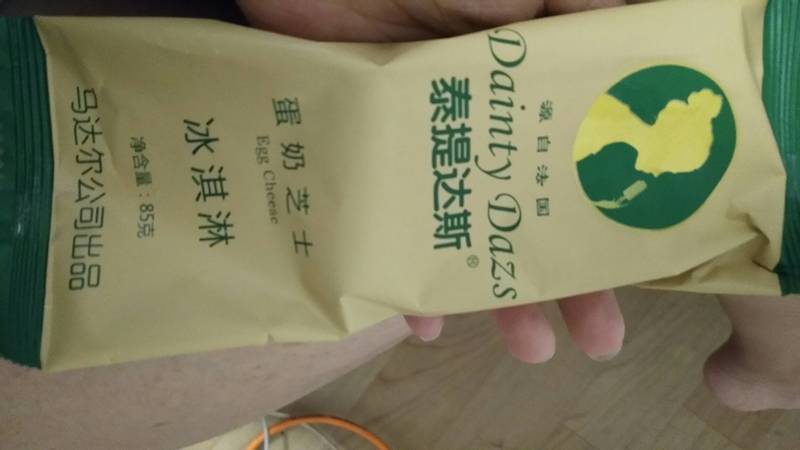 源自法国
Dainty Dazs
泰提达斯®
蛋奶芝士
Egg Cheese
冰淇淋
净含量：85克
马达尔公司出品